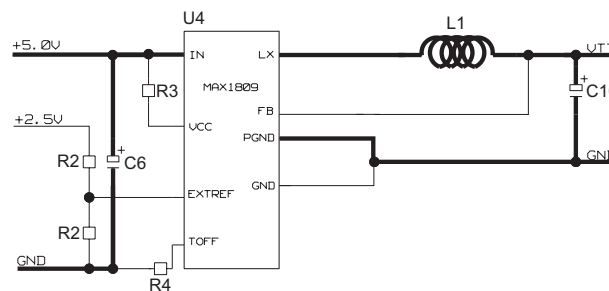 U4
L1
+5.0V
IN
LX
VTT
R3
MAX1809
+
C10
FB
+2.5V
VCC
PGND
+
R2
C6
GND
EXTREF
GND
R2
TOFF
GND
R4